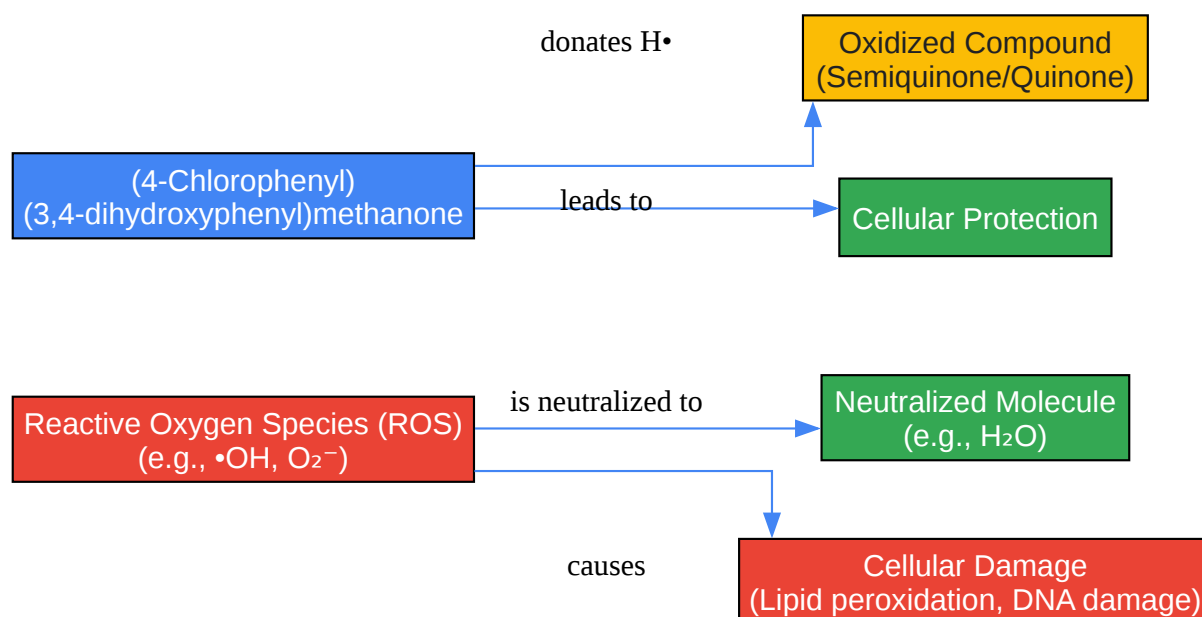 donates H•
Oxidized Compound
(Semiquinone/Quinone)
(4-Chlorophenyl)
(3,4-dihydroxyphenyl)methanone
leads to
Cellular Protection
Reactive Oxygen Species (ROS)
(e.g., •OH, O₂⁻)
is neutralized to
Neutralized Molecule
(e.g., H₂O)
causes
Cellular Damage
(Lipid peroxidation, DNA damage)